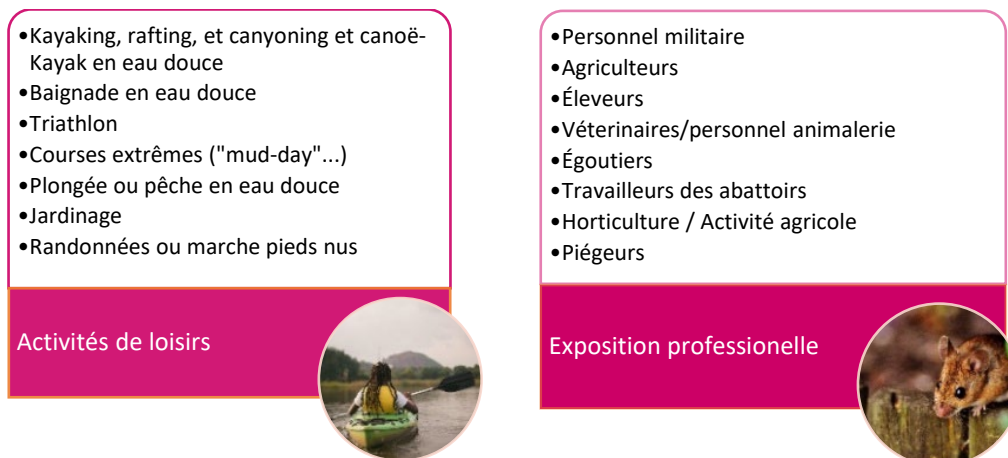 •Kayaking, rafting, et canyoning et canoë-
Kayak en eau douce
•Baignade en eau douce
•Triathlon
•Courses extrêmes ("mud-day"...)
•Plongée ou pêche en eau douce
•Jardinage
•Randonnées ou marche pieds nus
Activités de loisirs
•Personnel militaire
•Agriculteurs
•Éleveurs
•Véterinaires/personnel animalerie
•Égoutiers
•Travailleurs des abattoirs
•Horticulture / Activité agricole
•Piégeurs
Exposition professionelle